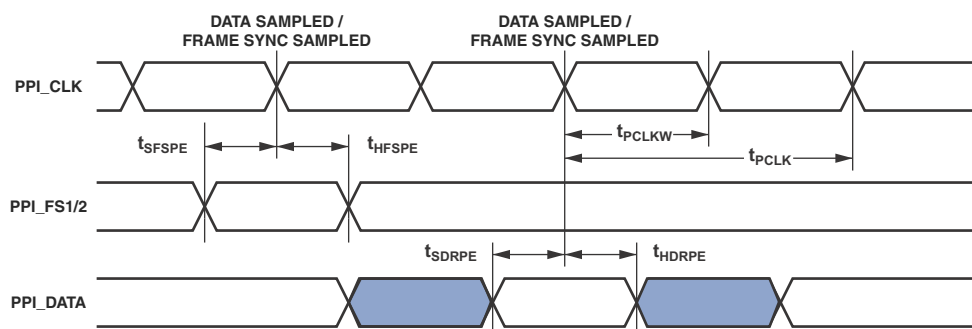 DATA SAMPLED /
FRAME SYNC SAMPLED
DATA SAMPLED /
FRAME SYNC SAMPLED
PPI_CLK
tSFSPE
tHFSPE
tPCLKW
tPCLK
PPI_FS1/2
tSDRPE
tHDRPE
PPI_DATA